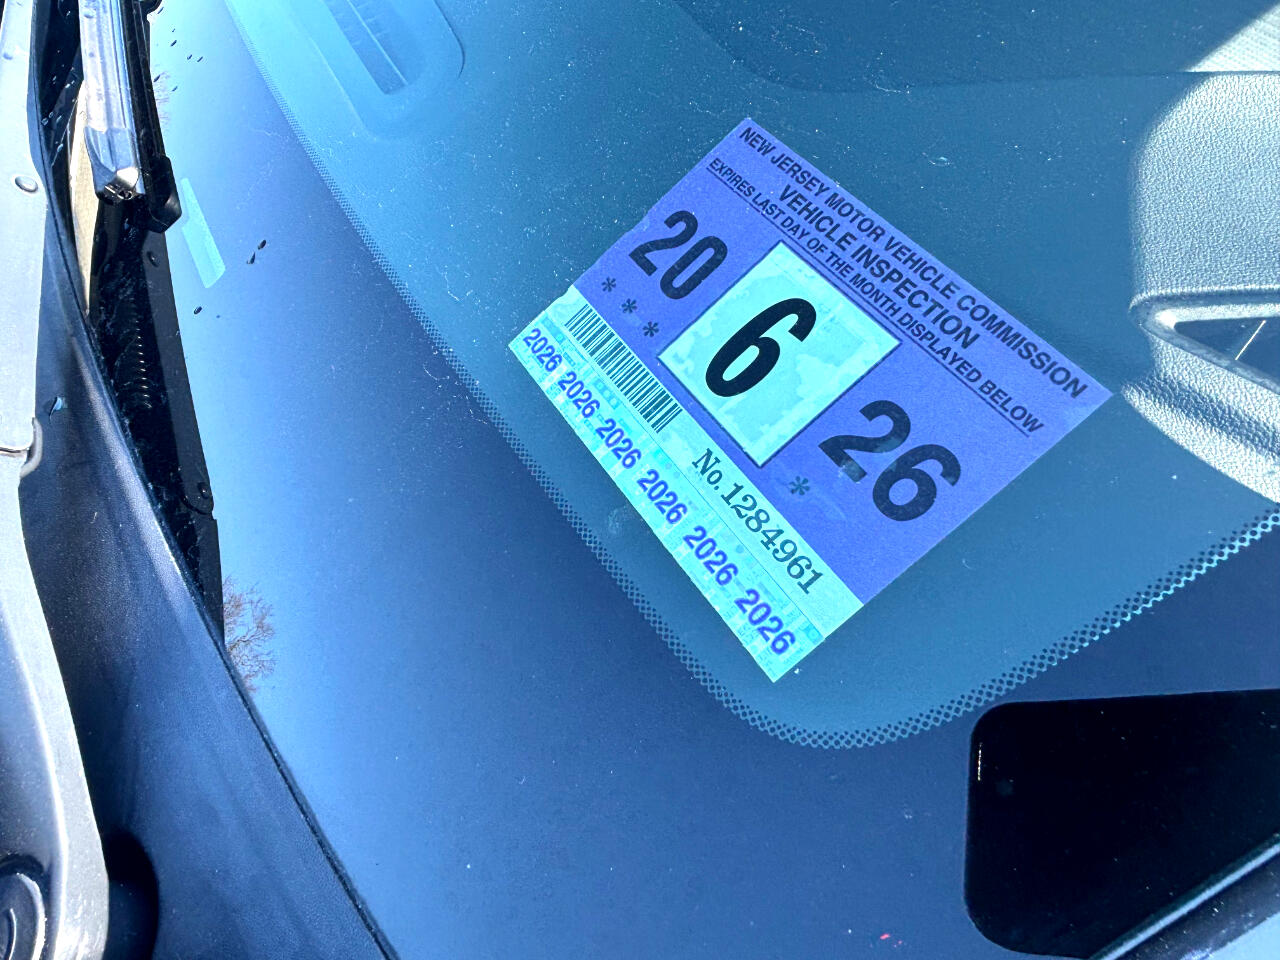 NEW JERSEY MOTOR VEHICLE COMMISSION
VEHICLE INSPECTION
EXPIRES LAST DAY OF THE MONTH DISPLAYED BELOW
20 6 26
* * * *
No. 1284961
2026 2026 2026 2026 2026 2026